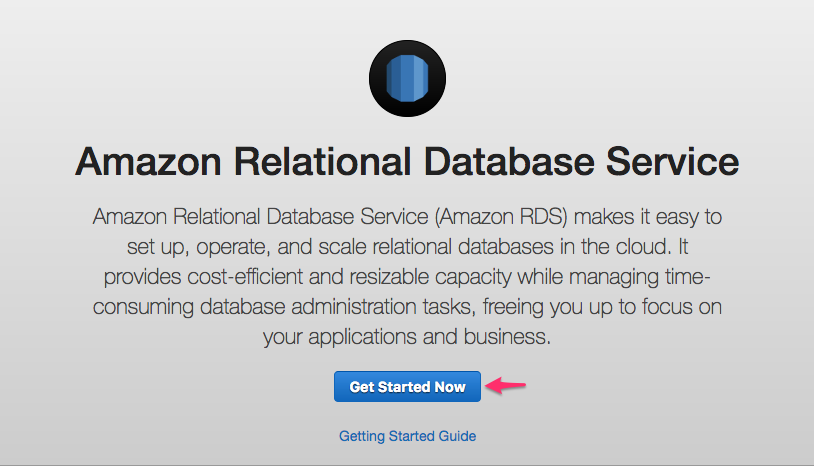 Amazon Relational Database Service
Amazon Relational Database Service (Amazon RDS) makes it easy to
set up, operate, and scale relational databases in the cloud. It
provides cost-efficient and resizable capacity while managing time-
consuming database administration tasks, freeing you up to focus on
your applications and business.
Get Started Now
Getting Started Guide